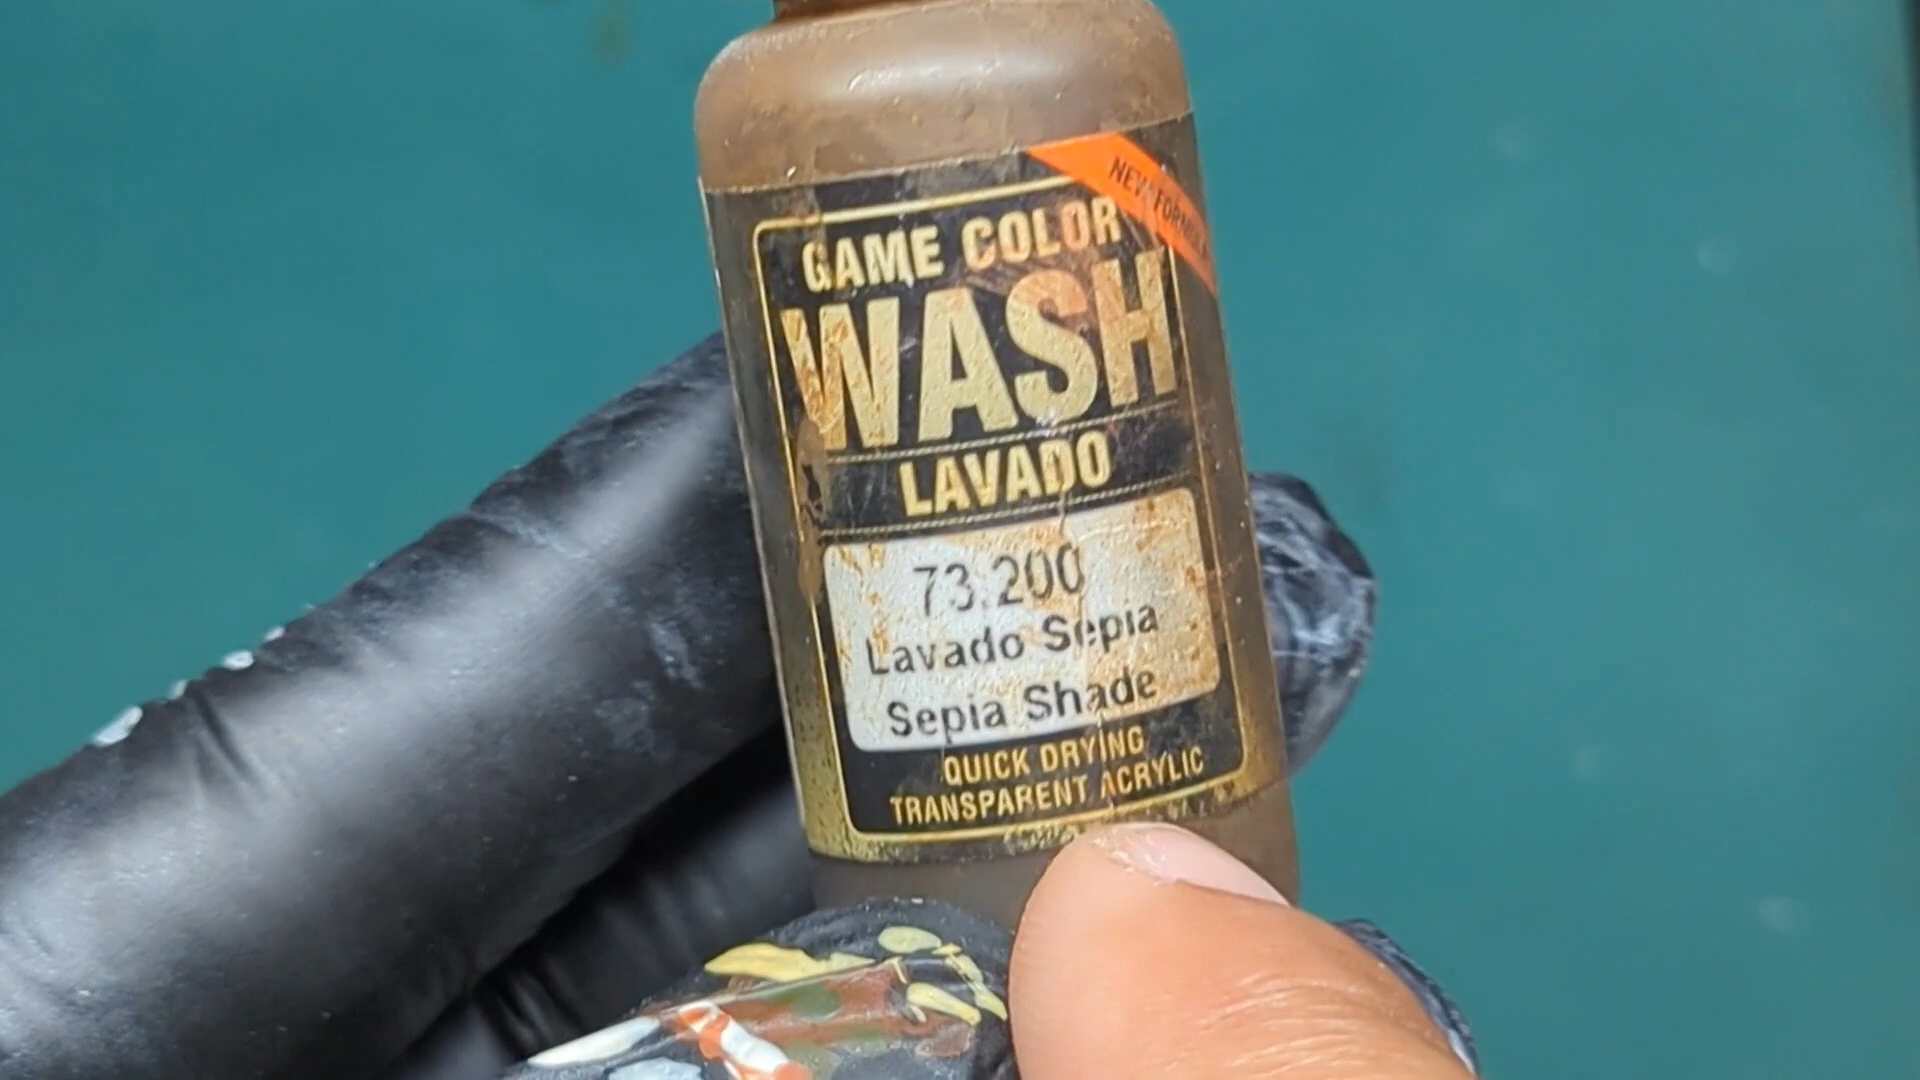 NEW FORMULA
GAME COLOR
WASH
LAVADO
73.200
Lavado Sepia
Sepia Shade
QUICK DRYING
TRANSPARENT ACRYLIC